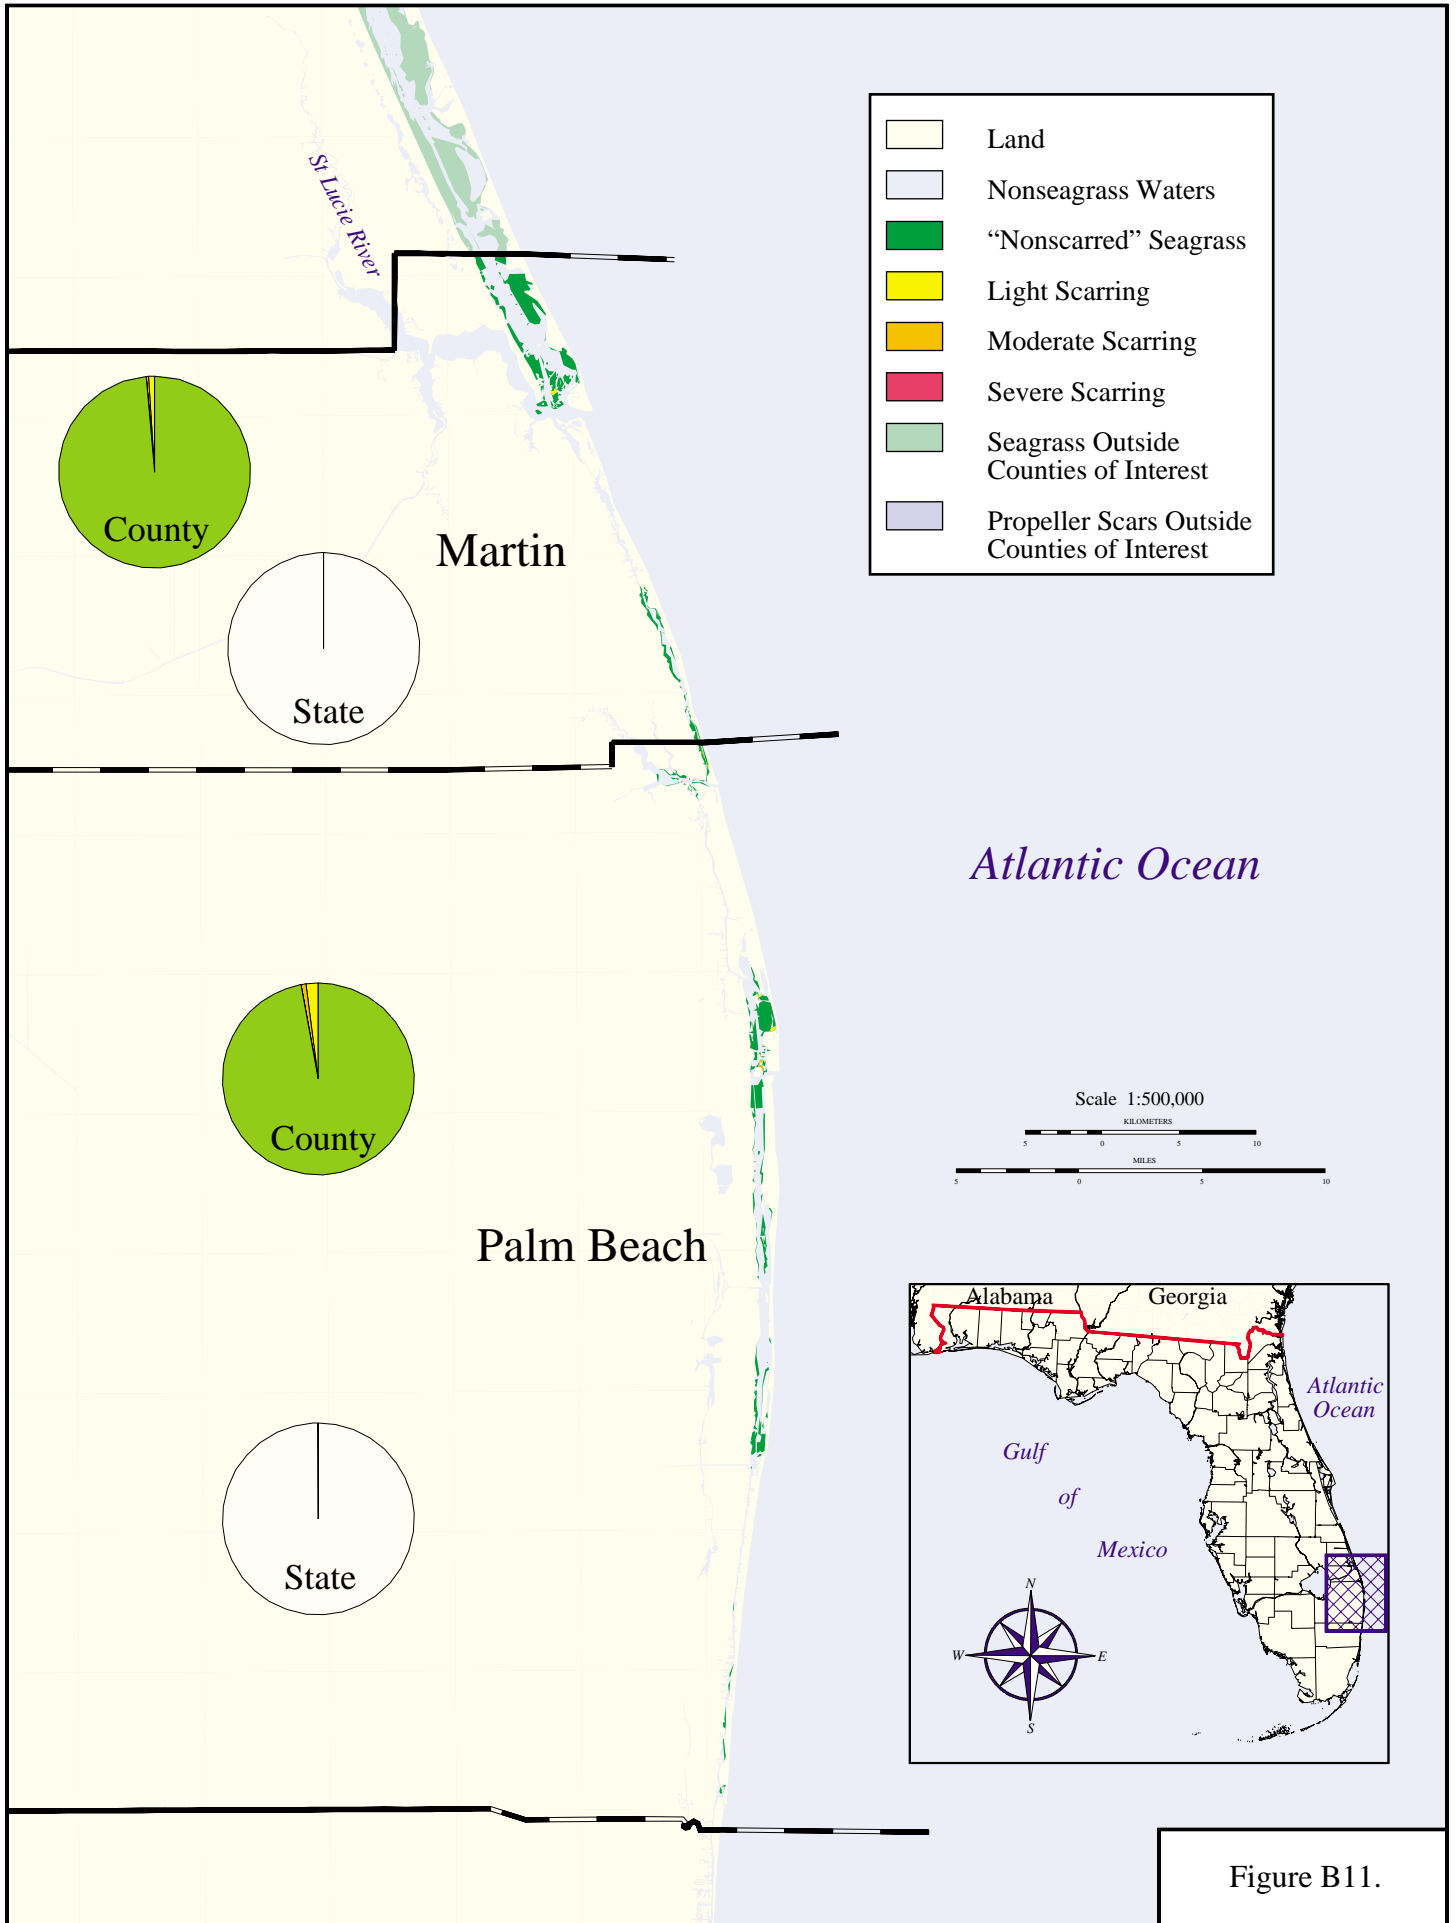 Land
Nonseagrass Waters
“Nonscarred” Seagrass
Light Scarring
Moderate Scarring
Severe Scarring
Seagrass Outside
Counties of Interest
Propeller Scars Outside
Counties of Interest
St Lucie River
County
Martin
State
Atlantic Ocean
County
Scale 1:500,000
KILOMETERS
5 0 5 10
MILES
5 0 5 10
Palm Beach
State
Alabama
Georgia
Atlantic
Ocean
Gulf
of
Mexico
N
W
E
S
Figure B11.